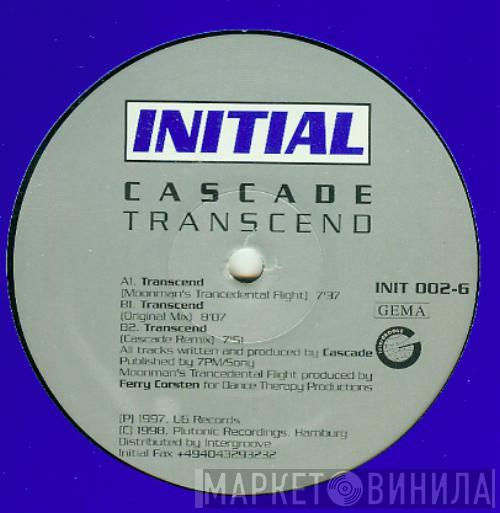 INITIAL
CASCADE
TRANSCEND
A1. Transcend
(Moonman's Trancedental Flight) 7'37
B1. Transcend
(Original Mix) 8'07
B2. Transcend
(Cascade Remix) 7'51
All tracks written and produced by Cascade
Published by 7PM/Sony
Moonman's Trancedental Flight produced by
Ferry Corsten for Dance Therapy Productions
INIT 002-6
GEMA
INTERGROOVE
(P) 1997, UG Records
(C) 1998, Plutonic Recordings, Hamburg
Distributed by Intergroove
Initial Fax +494043293232
МАРКЕТ ВИНИЛА